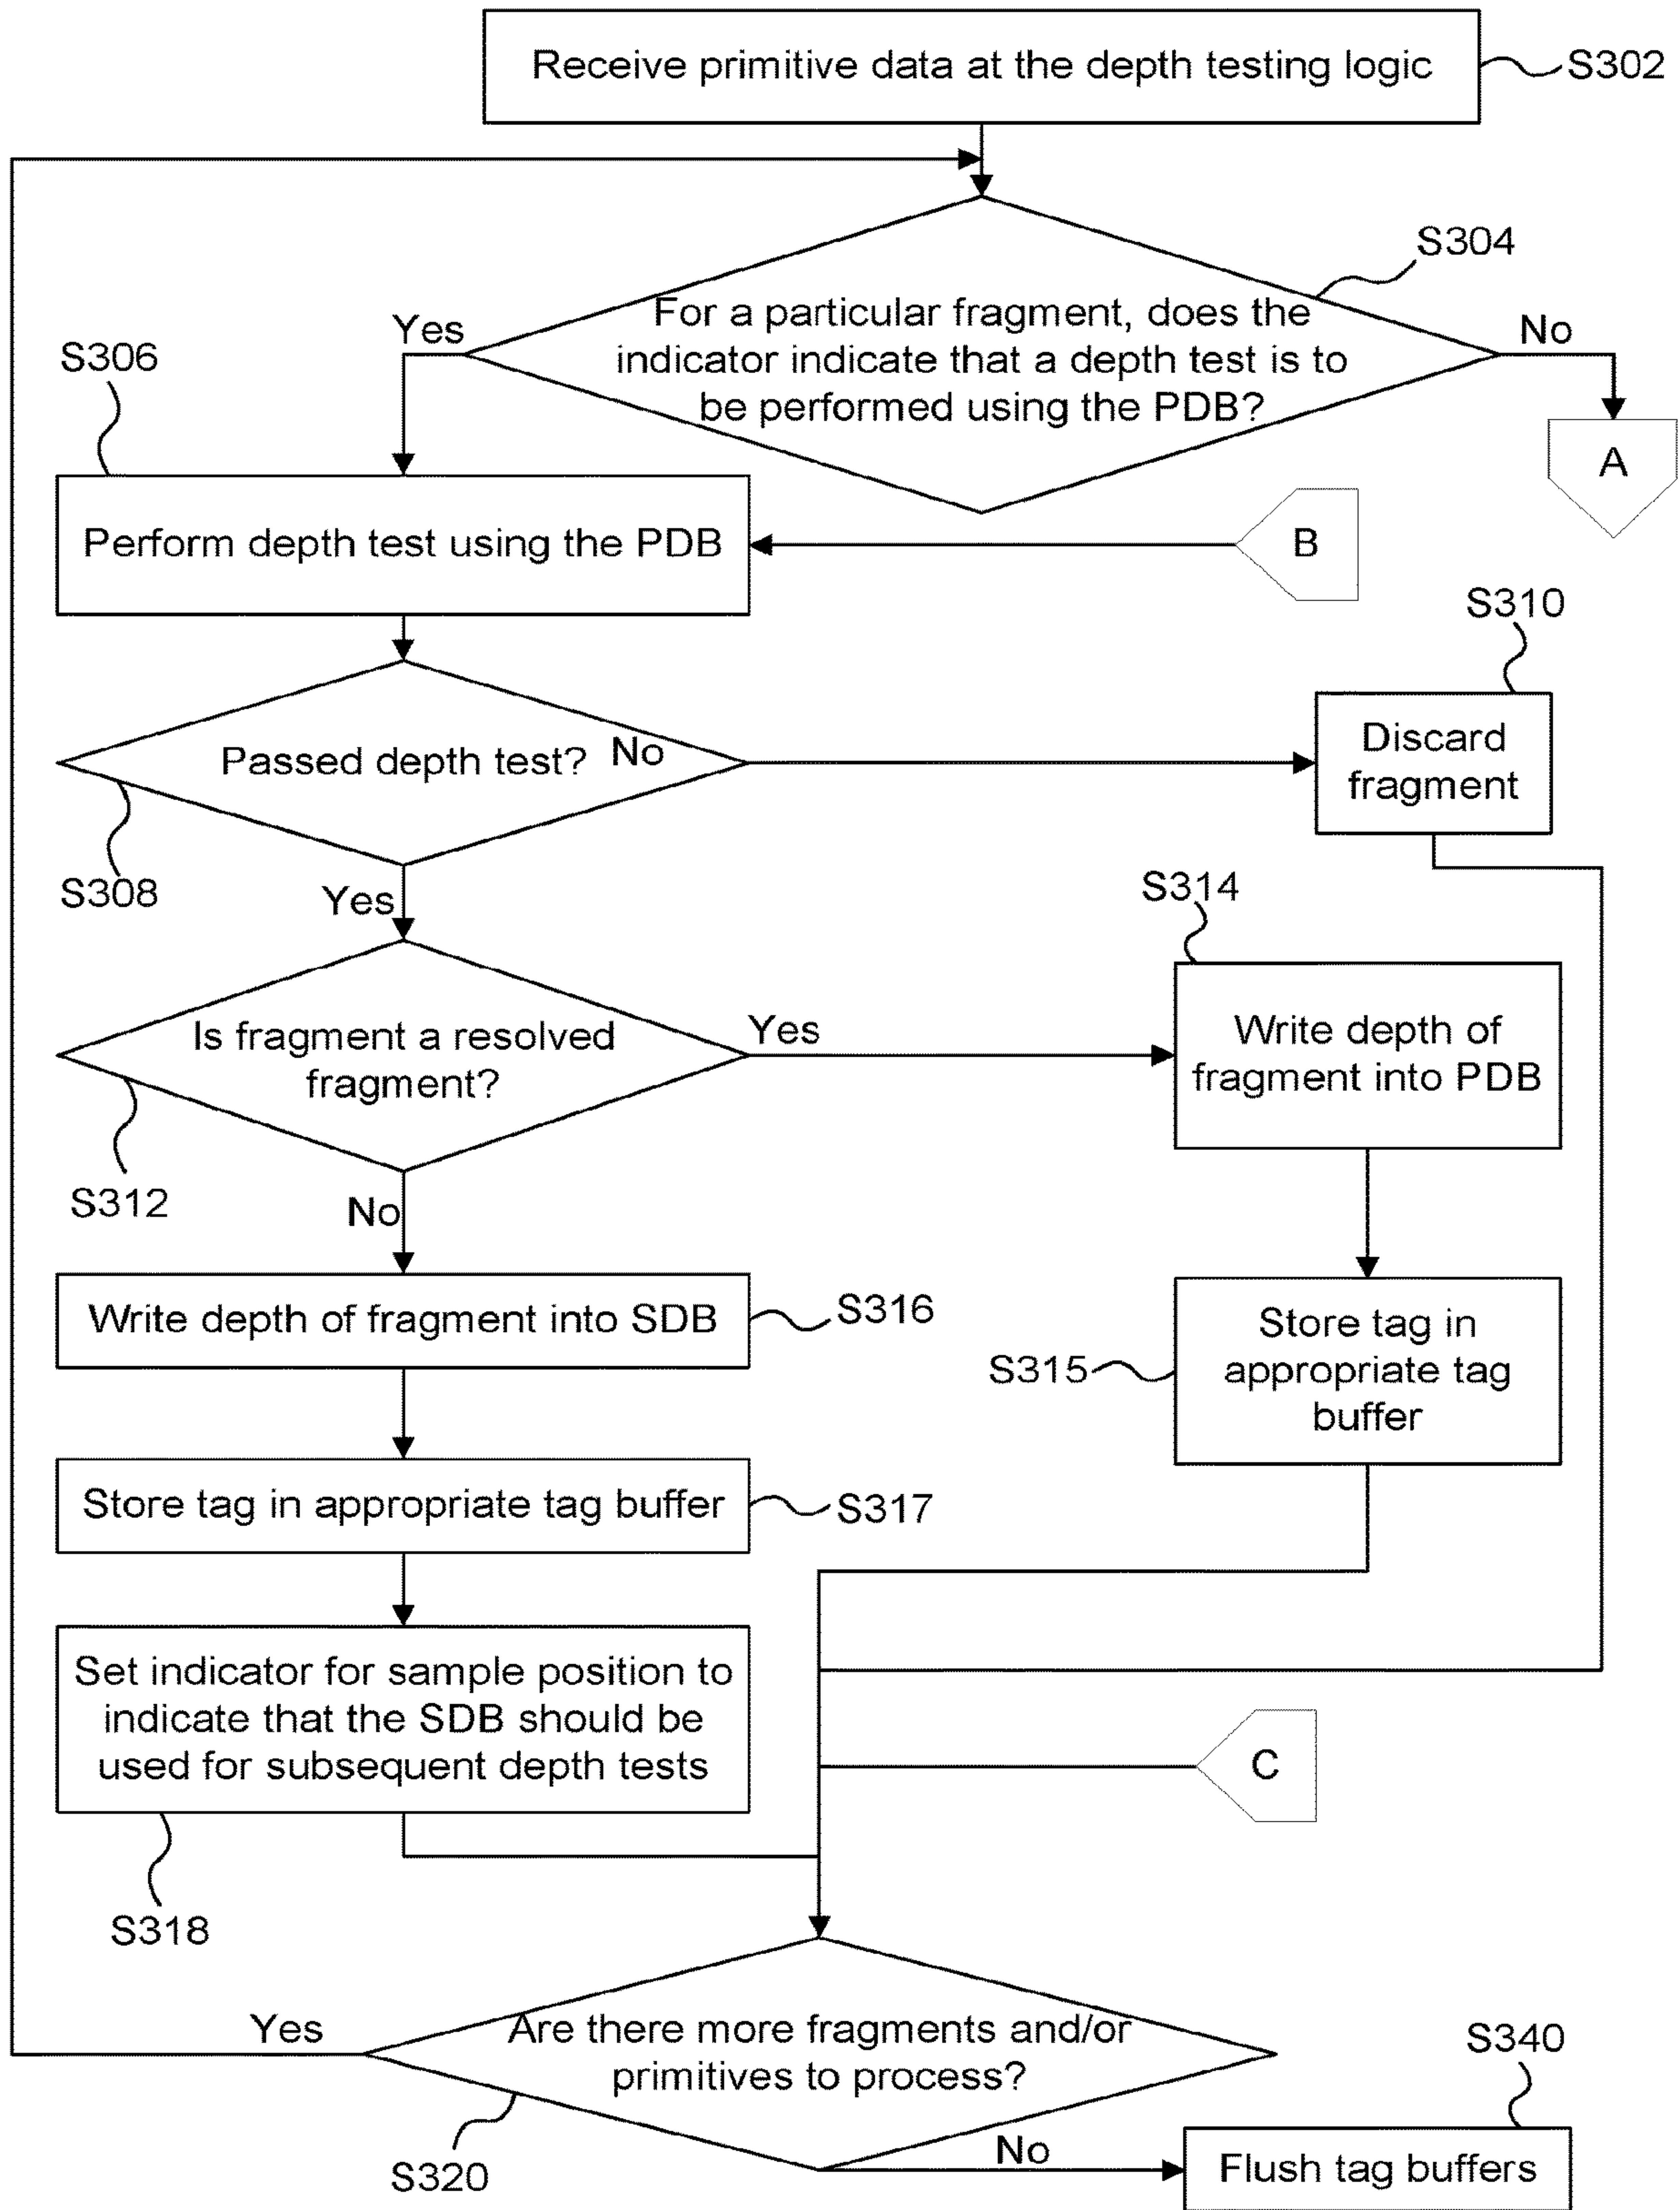 Receive primitive data at the depth testing logic
S302
S304
For a particular fragment, does the
indicator indicate that a depth test is to
be performed using the PDB?
Yes
No
S306
A
Perform depth test using the PDB
B
S310
Discard
fragment
Passed depth test?
No
S308
Yes
S314
Is fragment a resolved
fragment?
Yes
Write depth of
fragment into PDB
S312
No
Write depth of fragment into SDB
S316
Store tag in
appropriate tag
buffer
S315
Store tag in appropriate tag buffer
S317
Set indicator for sample position to
indicate that the SDB should be
used for subsequent depth tests
C
S318
Yes
Are there more fragments and/or
primitives to process?
S340
S320
No
Flush tag buffers